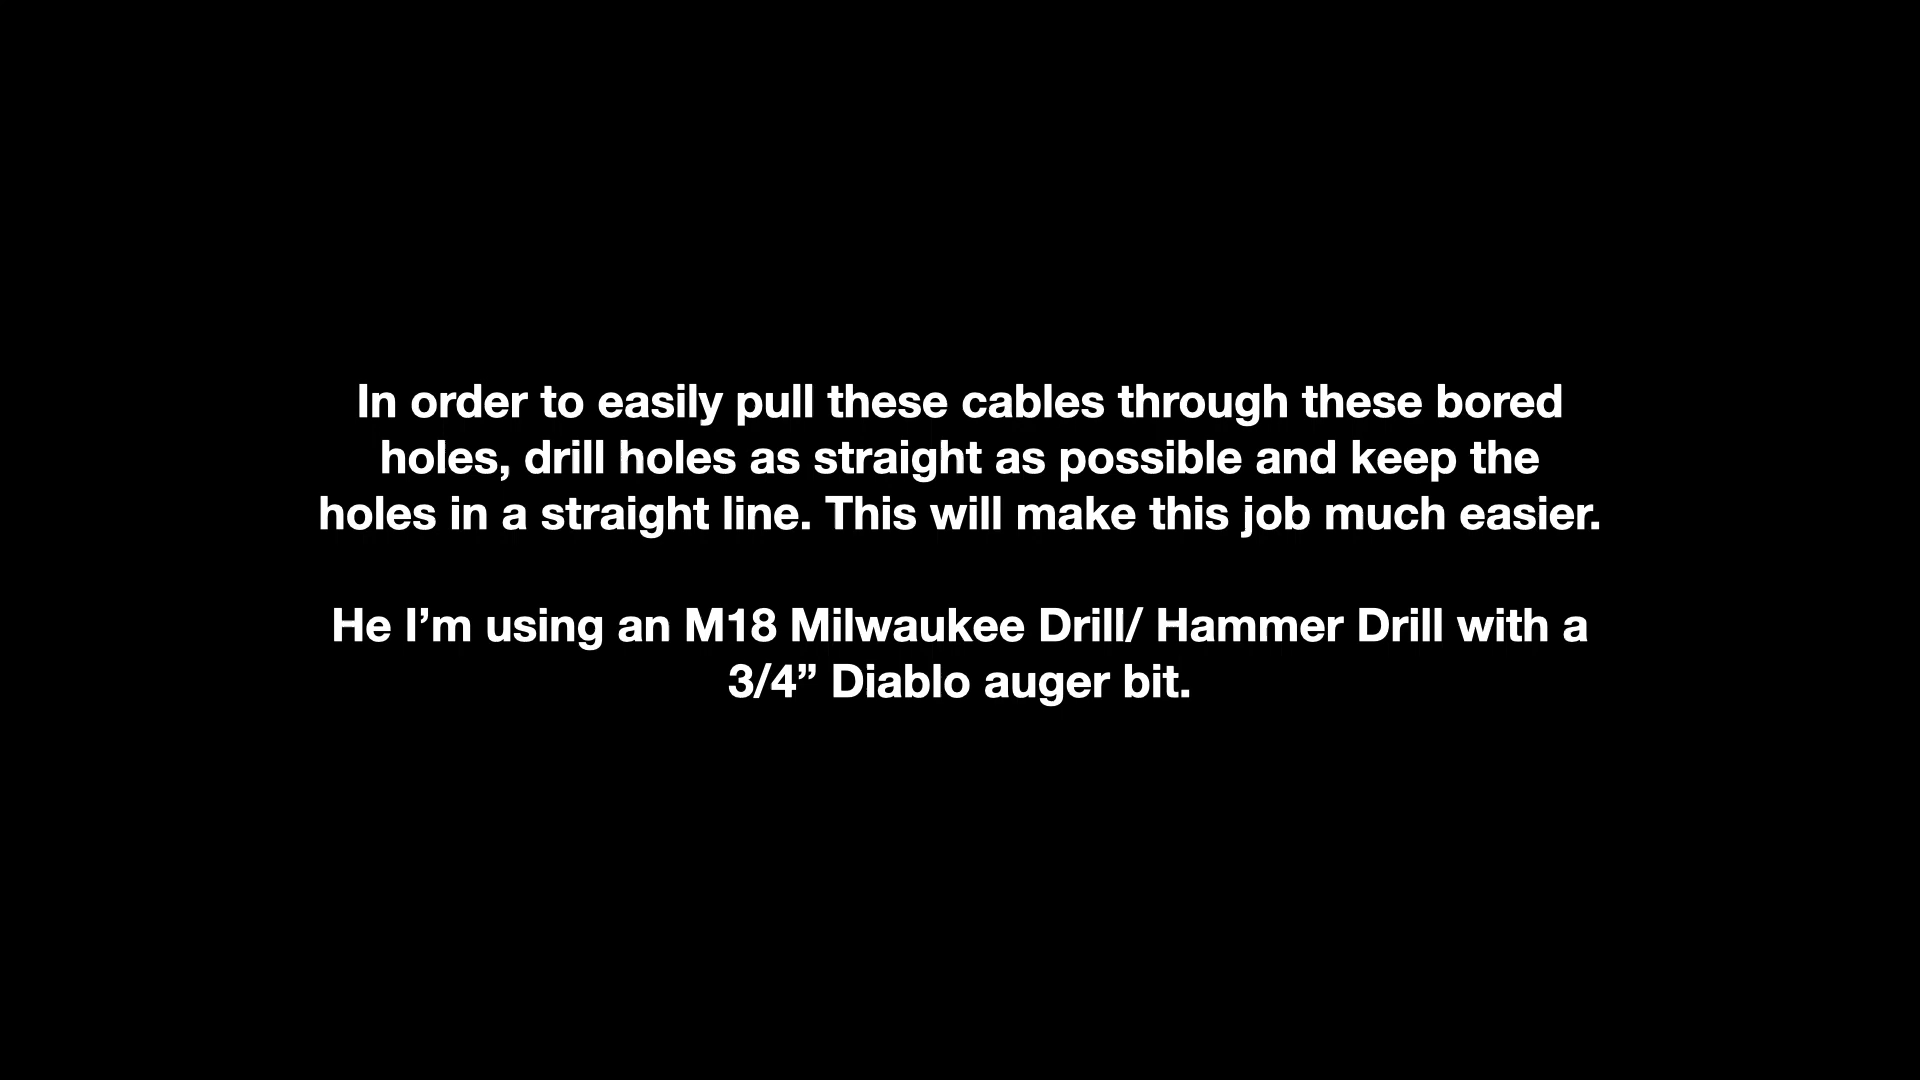 In order to easily pull these cables through these bored
holes, drill holes as straight as possible and keep the
holes in a straight line. This will make this job much easier.
He I’m using an M18 Milwaukee Drill/ Hammer Drill with a
3/4” Diablo auger bit.